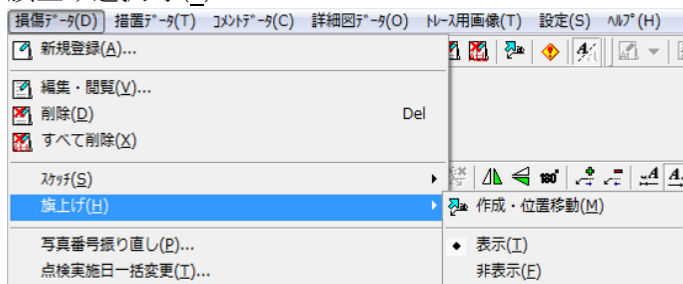 損傷ﾃﾞｰﾀ(D) 措置ﾃﾞｰﾀ(T) ｺﾒﾝﾄﾃﾞｰﾀ(C) 詳細図ﾃﾞｰﾀ(O) ﾄﾚｰｽ用画像(T) 設定(S) ﾍﾙﾌﾟ(H)
新規登録(A)...
編集・閲覧(V)...
削除(D) Del
すべて削除(X)
ｽｹｯﾁ(S)
180°
旗上げ(H)
作成・位置移動(M)
写真番号振り直し(P)...
表示(T)
点検実施日一括変更(T)...
非表示(F)